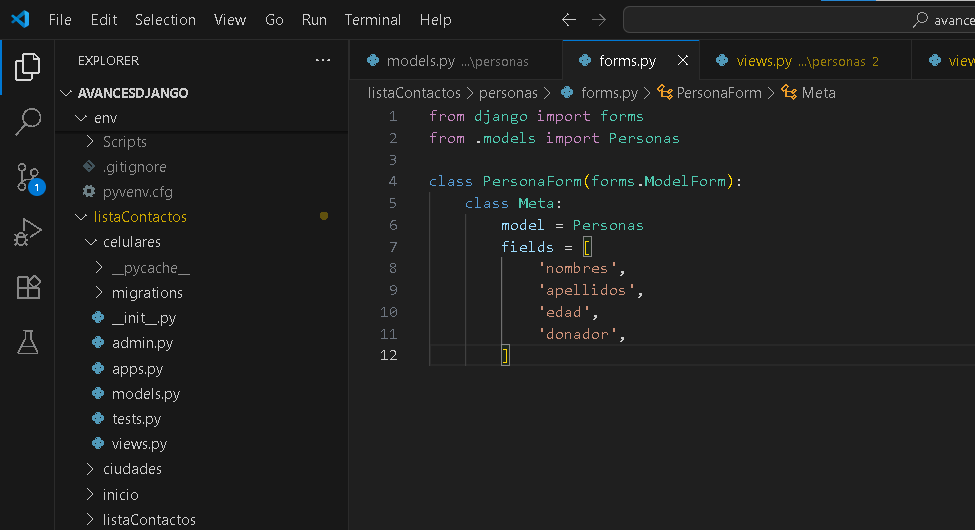 File Edit Selection View Go Run Terminal Help
avance
EXPLORER
AVANCESDJANGO
env
Scripts
.gitignore
pyvenv.cfg
listaContactos
celulares
__pycache__
migrations
__init__.py
admin.py
apps.py
models.py
tests.py
views.py
ciudades
inicio
listaContactos
1
models.py ...\personas
forms.py
views.py ...\personas 2
view
listaContactos > personas > forms.py > PersonaForm > Meta
1 from django import forms
2 from .models import Personas
3
4 class PersonaForm(forms.ModelForm):
5 class Meta:
6 model = Personas
7 fields = [
8 'nombres',
9 'apellidos',
10 'edad',
11 'donador',
12 ]